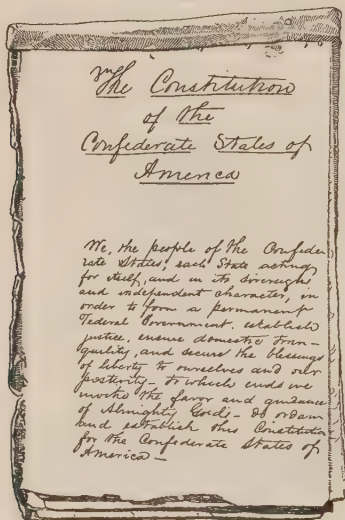 The Constitution
of the
Confederate States of
America
We, the people of the Confede-
rate States, each State acting
for itself, and in its sovereign
and independent character, in
order to form a permanent
Federal Government, establish
justice, ensure domestic tran-
quility, and secure the blessings
of liberty to ourselves and our
posterity — to which ends we
invoke the favor and guidance
of Almighty God — do ordain
and establish this Constitution
for the Confederate States of
America —